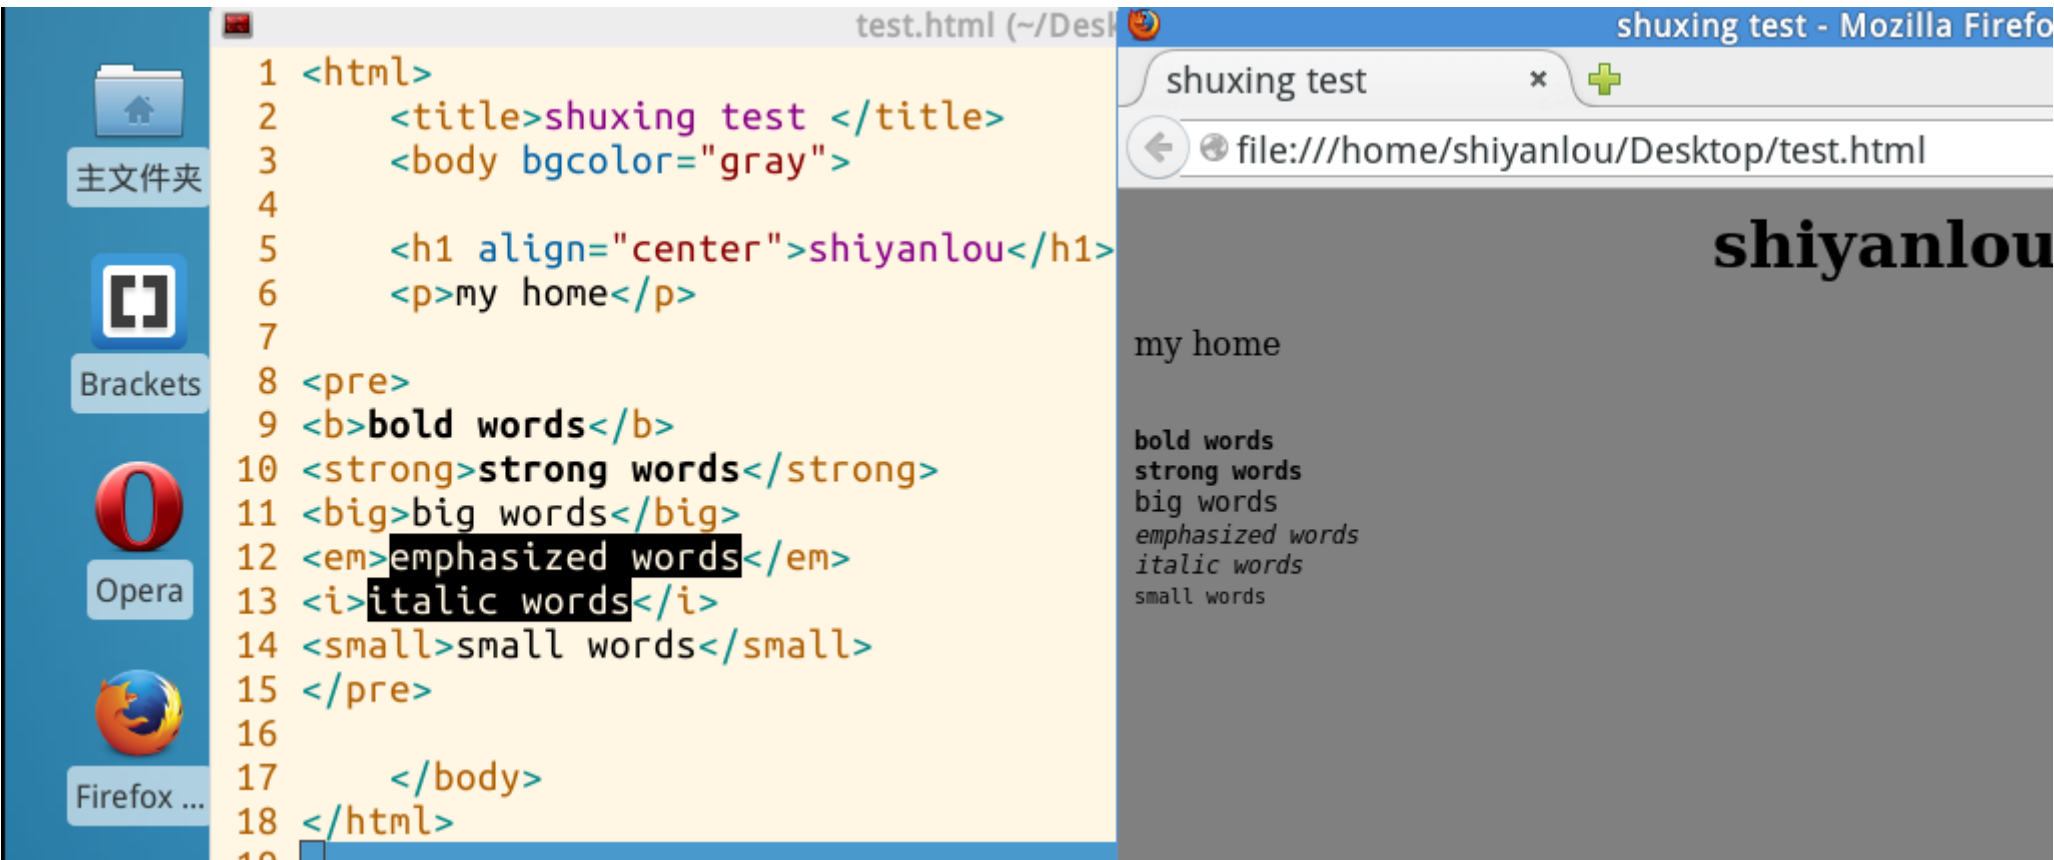 主文件夹
Brackets
Opera
Firefox ...
test.html (~/Desk
1 <html>
2     <title>shuxing test </title>
3     <body bgcolor="gray">
4
5     <h1 align="center">shiyanlou</h1>
6     <p>my home</p>
7
8 <pre>
9 <b>bold words</b>
10 <strong>strong words</strong>
11 <big>big words</big>
12 <em>emphasized words</em>
13 <i>italic words</i>
14 <small>small words</small>
15 </pre>
16
17     </body>
18 </html>
19
shuxing test - Mozilla Firefo
shuxing test
file:///home/shiyanlou/Desktop/test.html
shiyanlou
my home
bold words
strong words
big words
emphasized words
italic words
small words